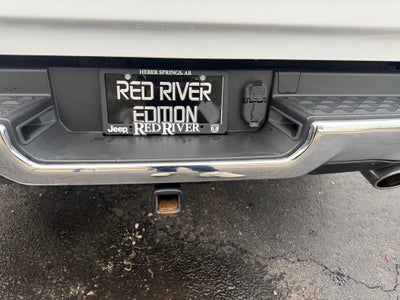 HEBER SPRINGS, AR
RED RIVER
EDITION
Jeep RED RIVER